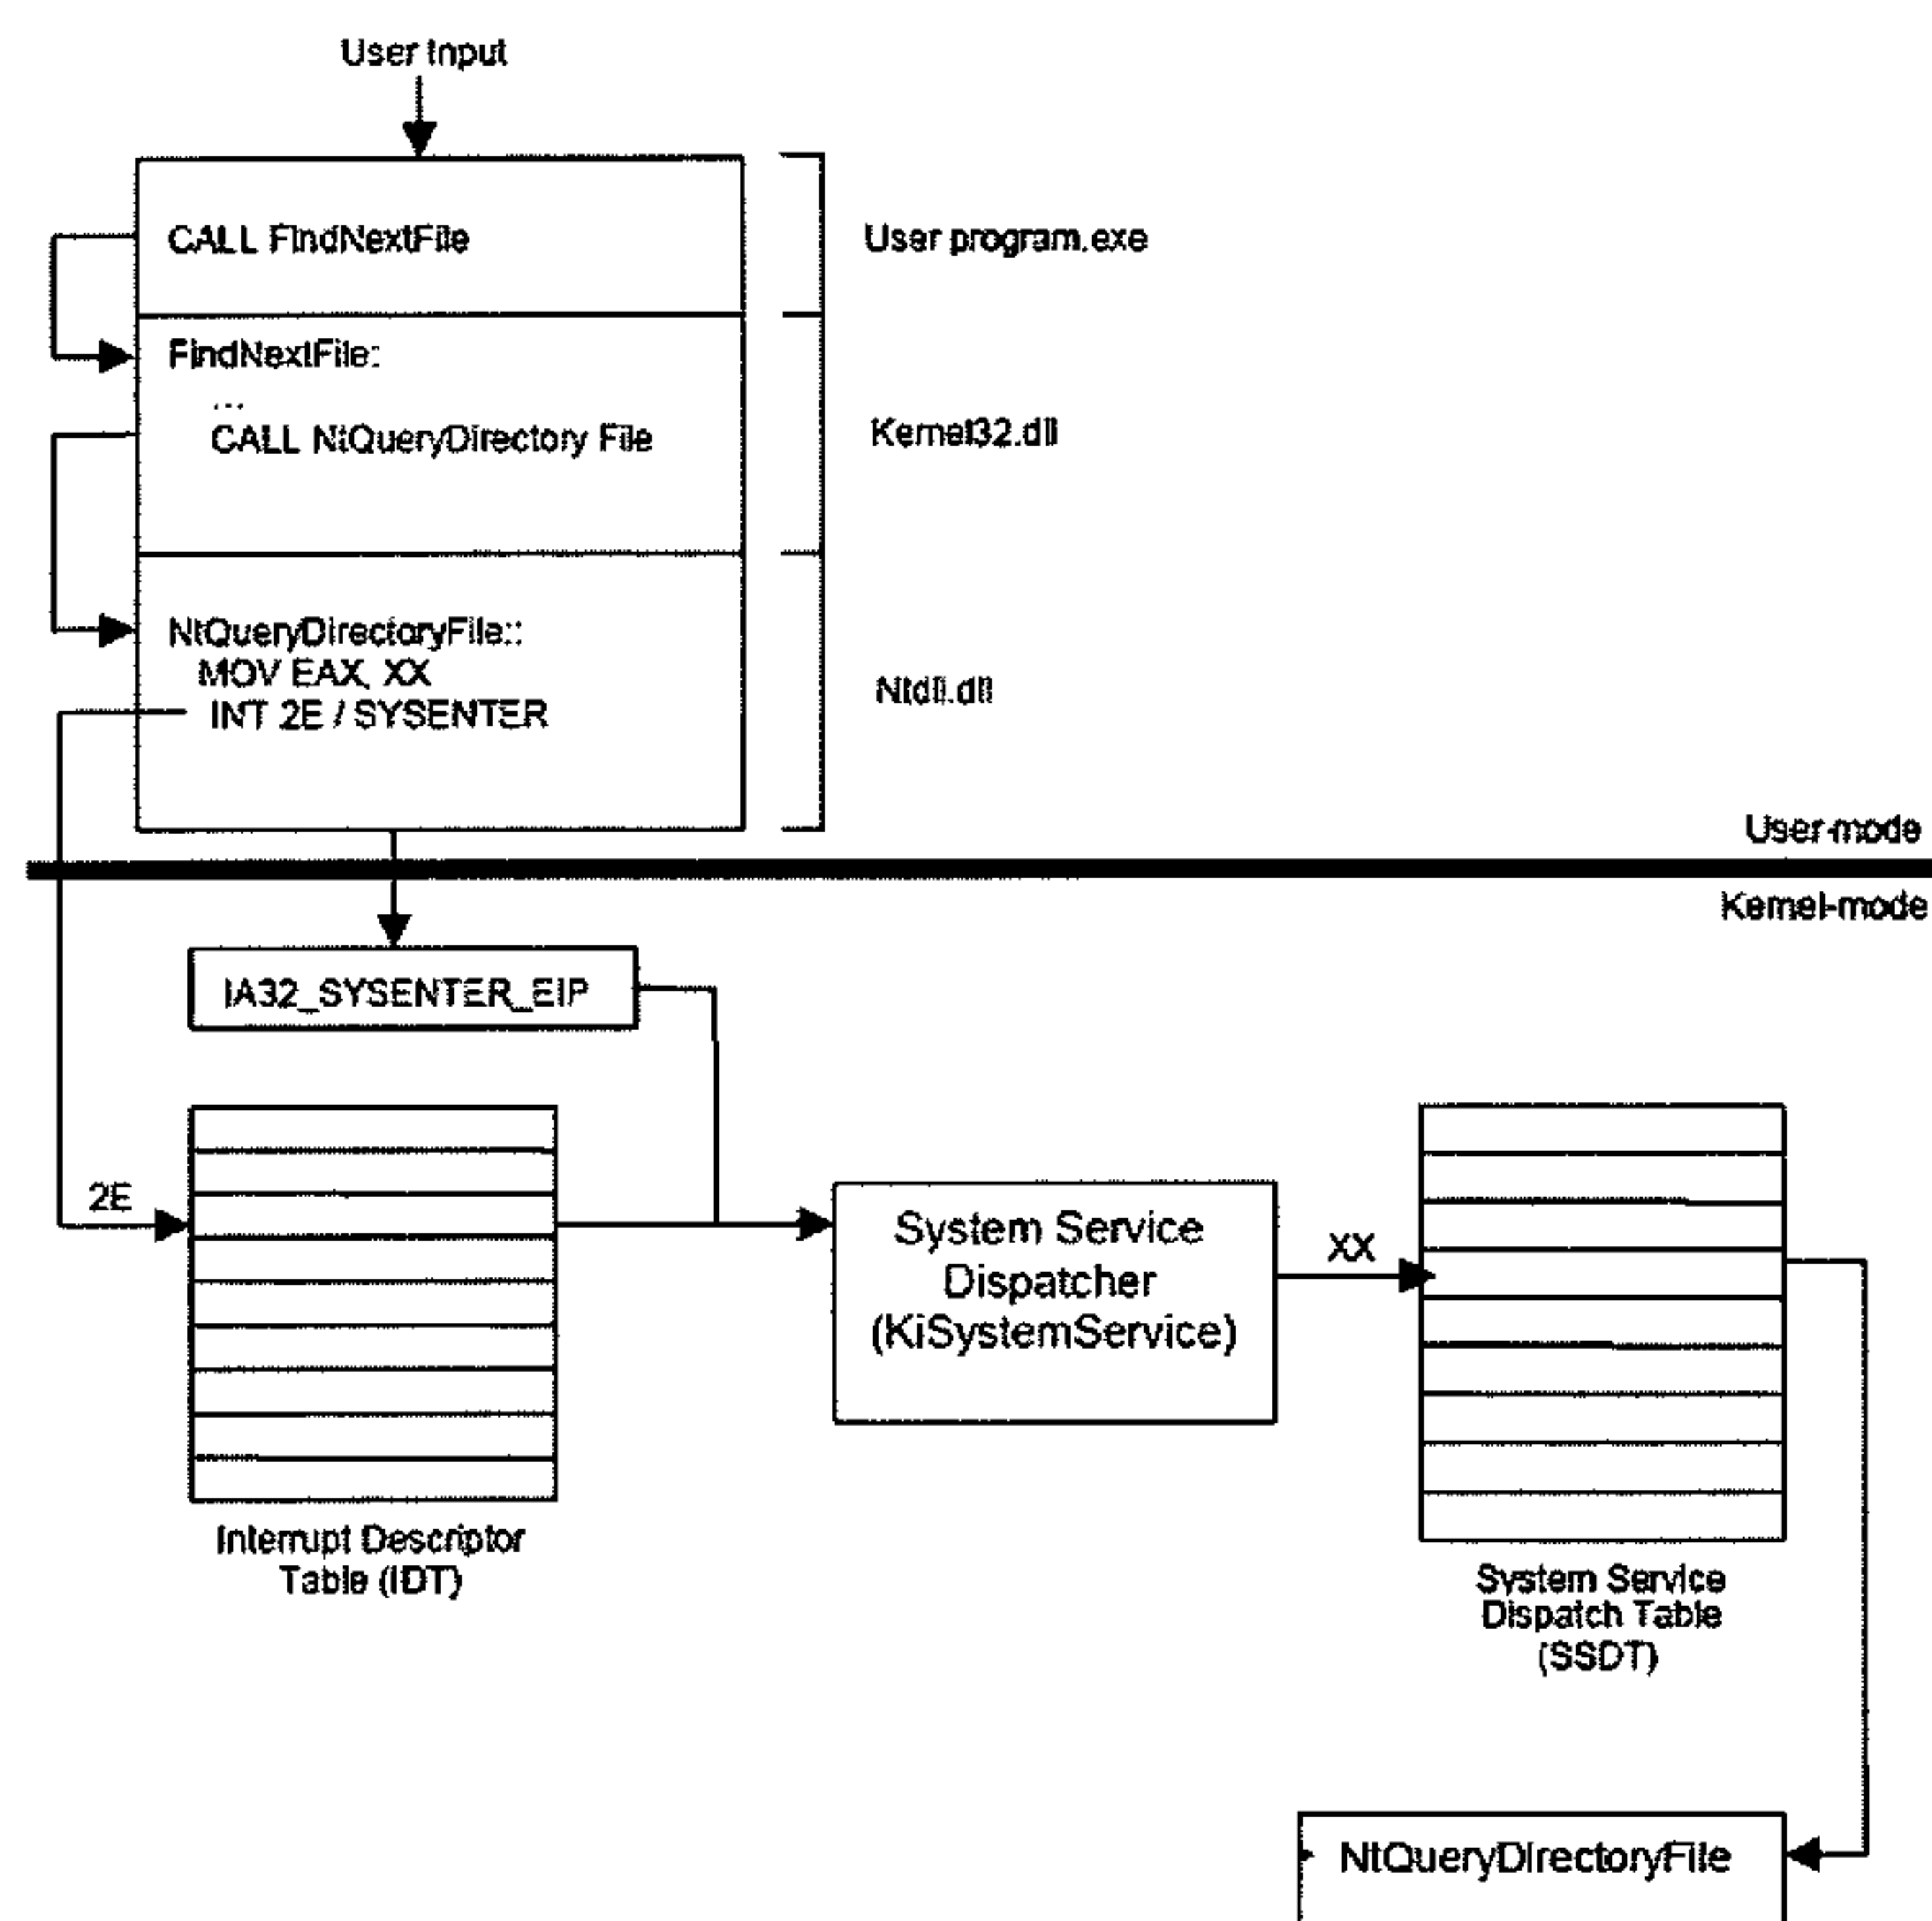 User Input
CALL FindNextFile
User program.exe
FindNextFile:
...
CALL NtQueryDirectory File
Kernel32.dll
NtQueryDirectoryFile::
MOV EAX, XX
INT 2E / SYSENTER
Ntdll.dll
User-mode
Kernel-mode
IA32_SYSENTER_EIP
2E
System Service
Dispatcher
(KiSystemService)
XX
Interrupt Descriptor
Table (IDT)
System Service
Dispatch Table
(SSDT)
NtQueryDirectoryFile